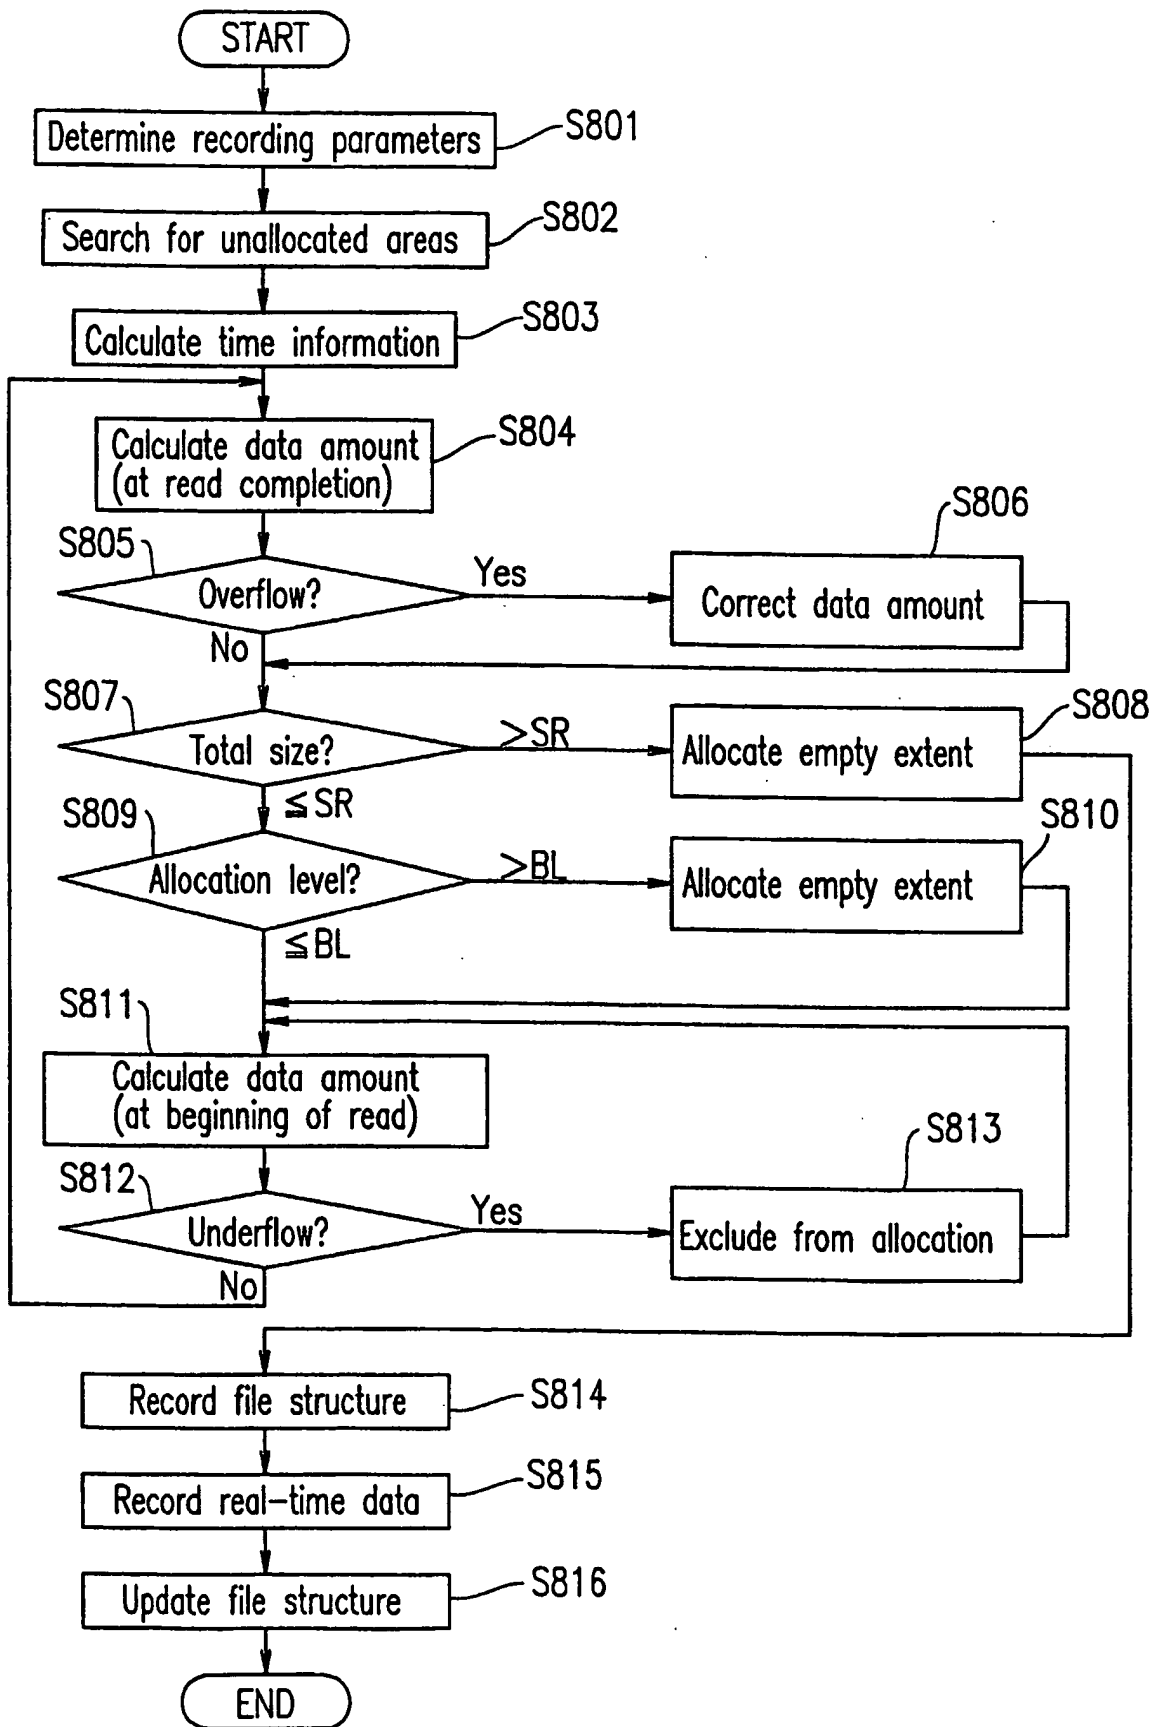 START
Determine recording parameters
S801
Search for unallocated areas
S802
Calculate time information
S803
Calculate data amount
(at read completion)
S804
S805
Overflow?
Yes
No
S806
Correct data amount
S807
Total size?
>SR
≦SR
S808
Allocate empty extent
S809
Allocation level?
>BL
≦BL
S810
Allocate empty extent
S811
Calculate data amount
(at beginning of read)
S812
Underflow?
Yes
No
S813
Exclude from allocation
Record file structure
S814
Record real-time data
S815
Update file structure
S816
END